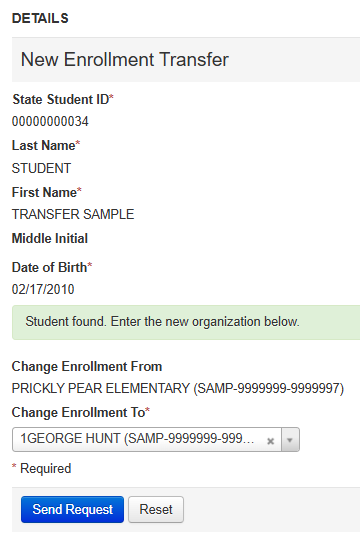 DETAILS
New Enrollment Transfer
State Student ID*
00000000034
Last Name*
STUDENT
First Name*
TRANSFER SAMPLE
Middle Initial
Date of Birth*
02/17/2010
Student found. Enter the new organization below.
Change Enrollment From
PRICKLY PEAR ELEMENTARY (SAMP-9999999-9999997)
Change Enrollment To*
1GEORGE HUNT (SAMP-9999999-999...
* Required
Send Request Reset